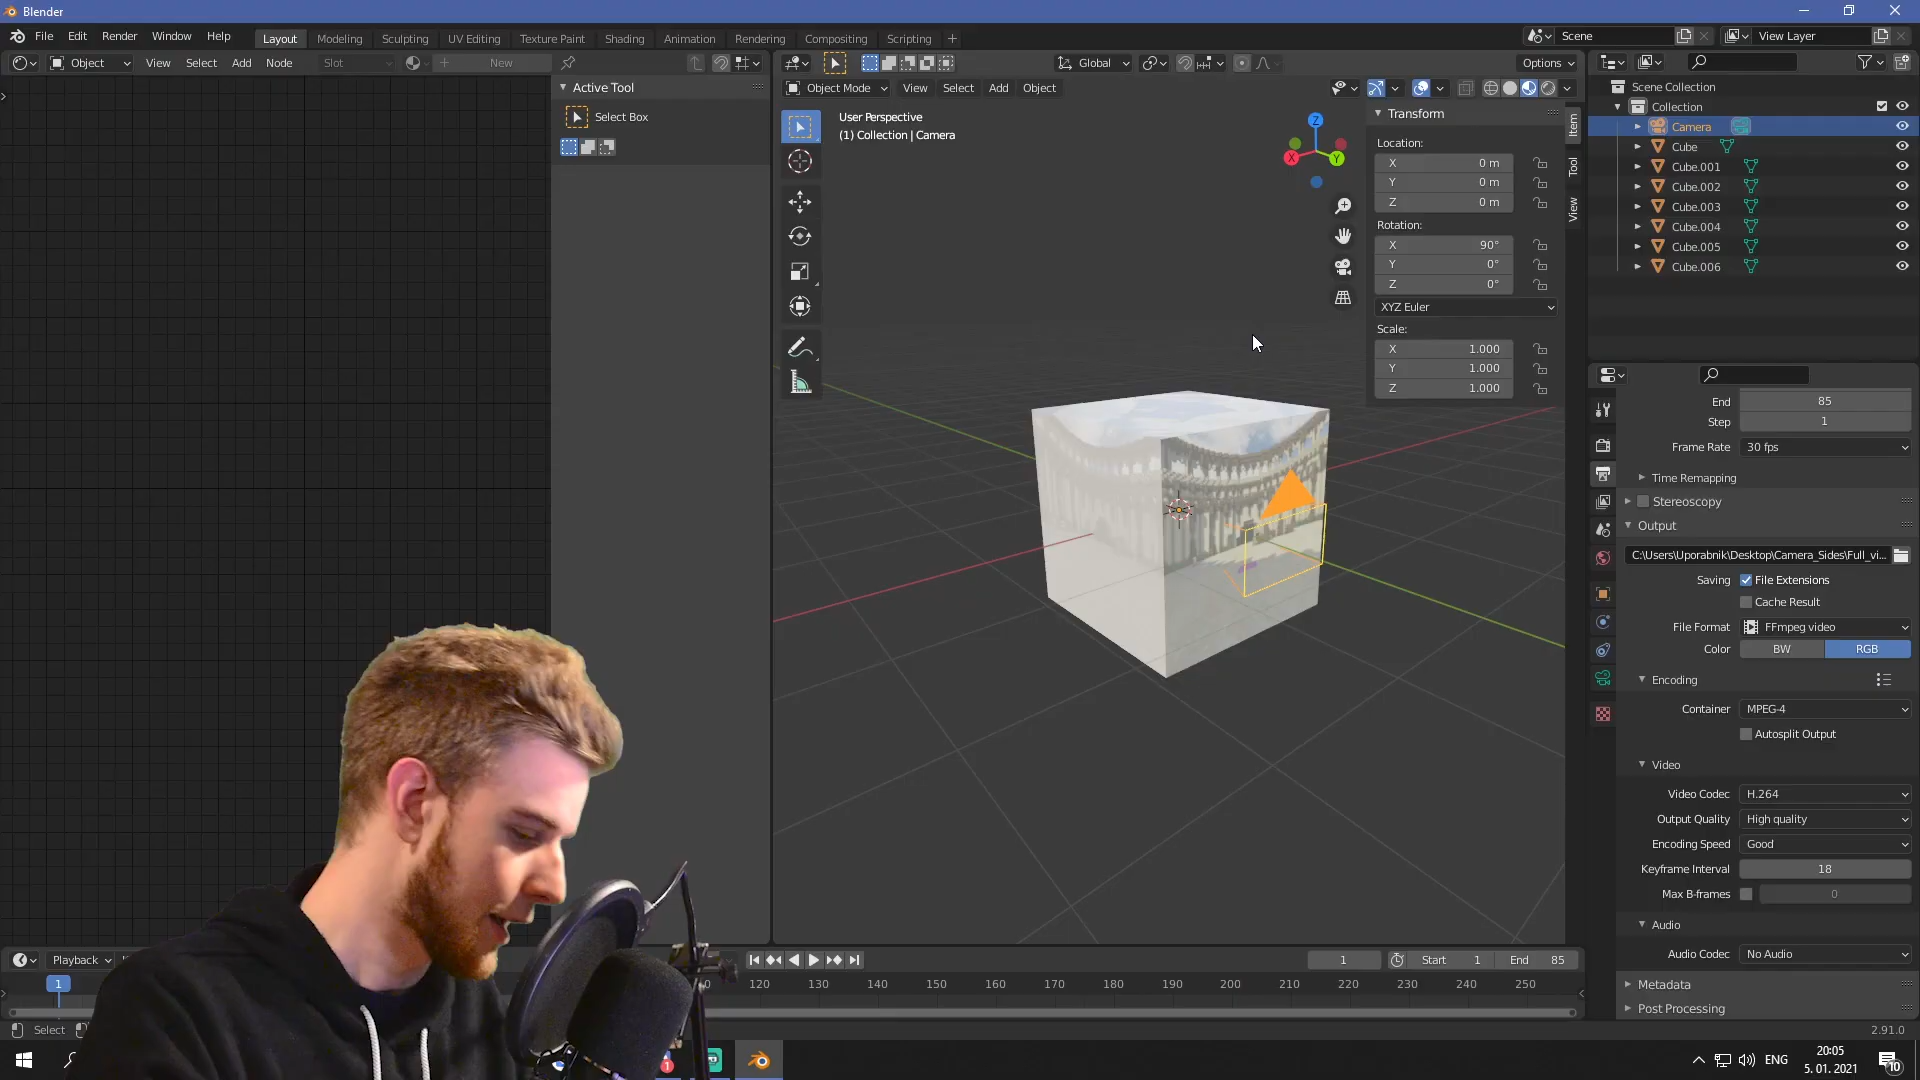 Blender
File Edit Render Window Help
Layout Modeling Sculpting UV Editing Texture Paint Shading Animation Rendering Compositing Scripting +
Scene
View Layer
Object View Select Add Node Slot New
Global
Options
Object Mode View Select Add Object
Active Tool
Select Box
User Perspective
(1) Collection | Camera
Z
X
Y
Transform
Location:
X 0 m
Y 0 m
Z 0 m
Rotation:
X 90°
Y 0°
Z 0°
XYZ Euler
Scale:
X 1.000
Y 1.000
Z 1.000
Item
Tool
View
Scene Collection
Collection
Camera
Cube
Cube.001
Cube.002
Cube.003
Cube.004
Cube.005
Cube.006
End 85
Step 1
Frame Rate 30 fps
Time Remapping
Stereoscopy
Output
C:\Users\Uporabnik\Desktop\Camera_Sides\Full_vi...
Saving File Extensions
Cache Result
File Format FFmpeg video
Color BW RGB
Encoding
Container MPEG-4
Autosplit Output
Video
Video Codec H.264
Output Quality High quality
Encoding Speed Good
Keyframe Interval 18
Max B-frames 0
Audio
Audio Codec No Audio
Metadata
Post Processing
Playback
1 Start 1 End 85
1 120 130 140 150 160 170 180 190 200 210 220 230 240 250
Select
2.91.0
1
ENG
20:05
5. 01. 2021
10